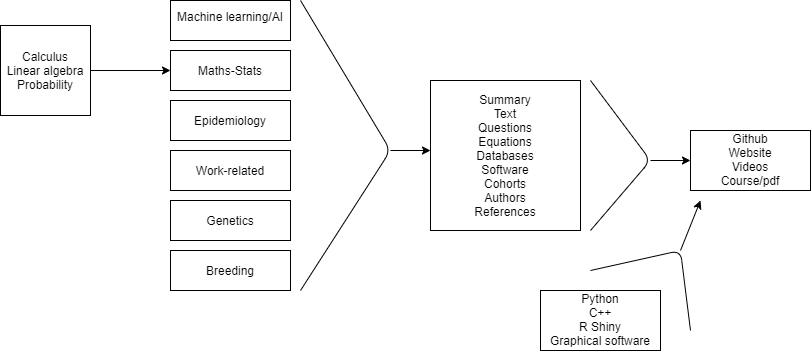 Calculus
Linear algebra
Probability
Machine learning/AI
Maths-Stats
Epidemiology
Work-related
Genetics
Breeding
Summary
Text
Questions
Equations
Databases
Software
Cohorts
Authors
References
Github
Website
Videos
Course/pdf
Python
C++
R Shiny
Graphical software